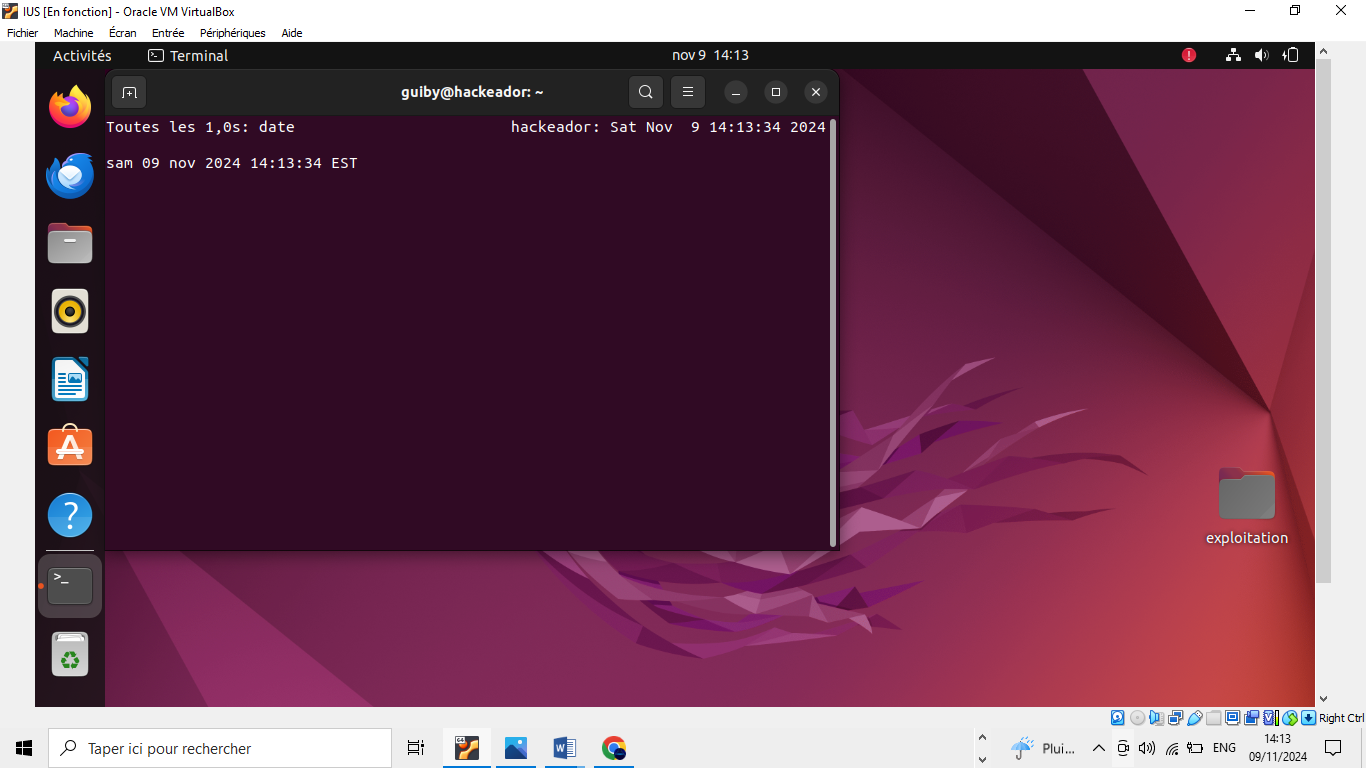 IUS [En fonction] - Oracle VM VirtualBox
Fichier Machine Écran Entrée Périphériques Aide
Activités Terminal nov 9 14:13
guiby@hackeador: ~
Toutes les 1,0s: date hackeador: Sat Nov 9 14:13:34 2024
sam 09 nov 2024 14:13:34 EST
exploitation
Right Ctrl
Taper ici pour rechercher
Plui...
ENG
14:13
09/11/2024